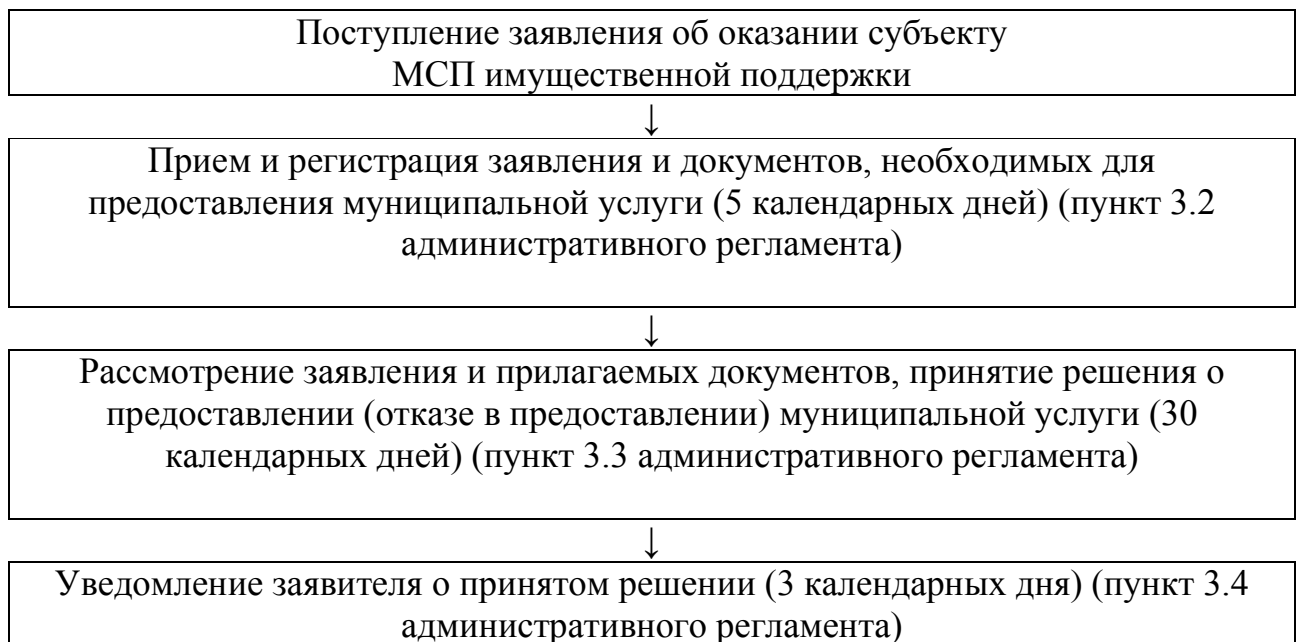 Поступление заявления об оказании субъекту
МСП имущественной поддержки
↓
Прием и регистрация заявления и документов, необходимых для
предоставления муниципальной услуги (5 календарных дней) (пункт 3.2
административного регламента)
↓
Рассмотрение заявления и прилагаемых документов, принятие решения о
предоставлении (отказе в предоставлении) муниципальной услуги (30
календарных дней) (пункт 3.3 административного регламента)
↓
Уведомление заявителя о принятом решении (3 календарных дня) (пункт 3.4
административного регламента)